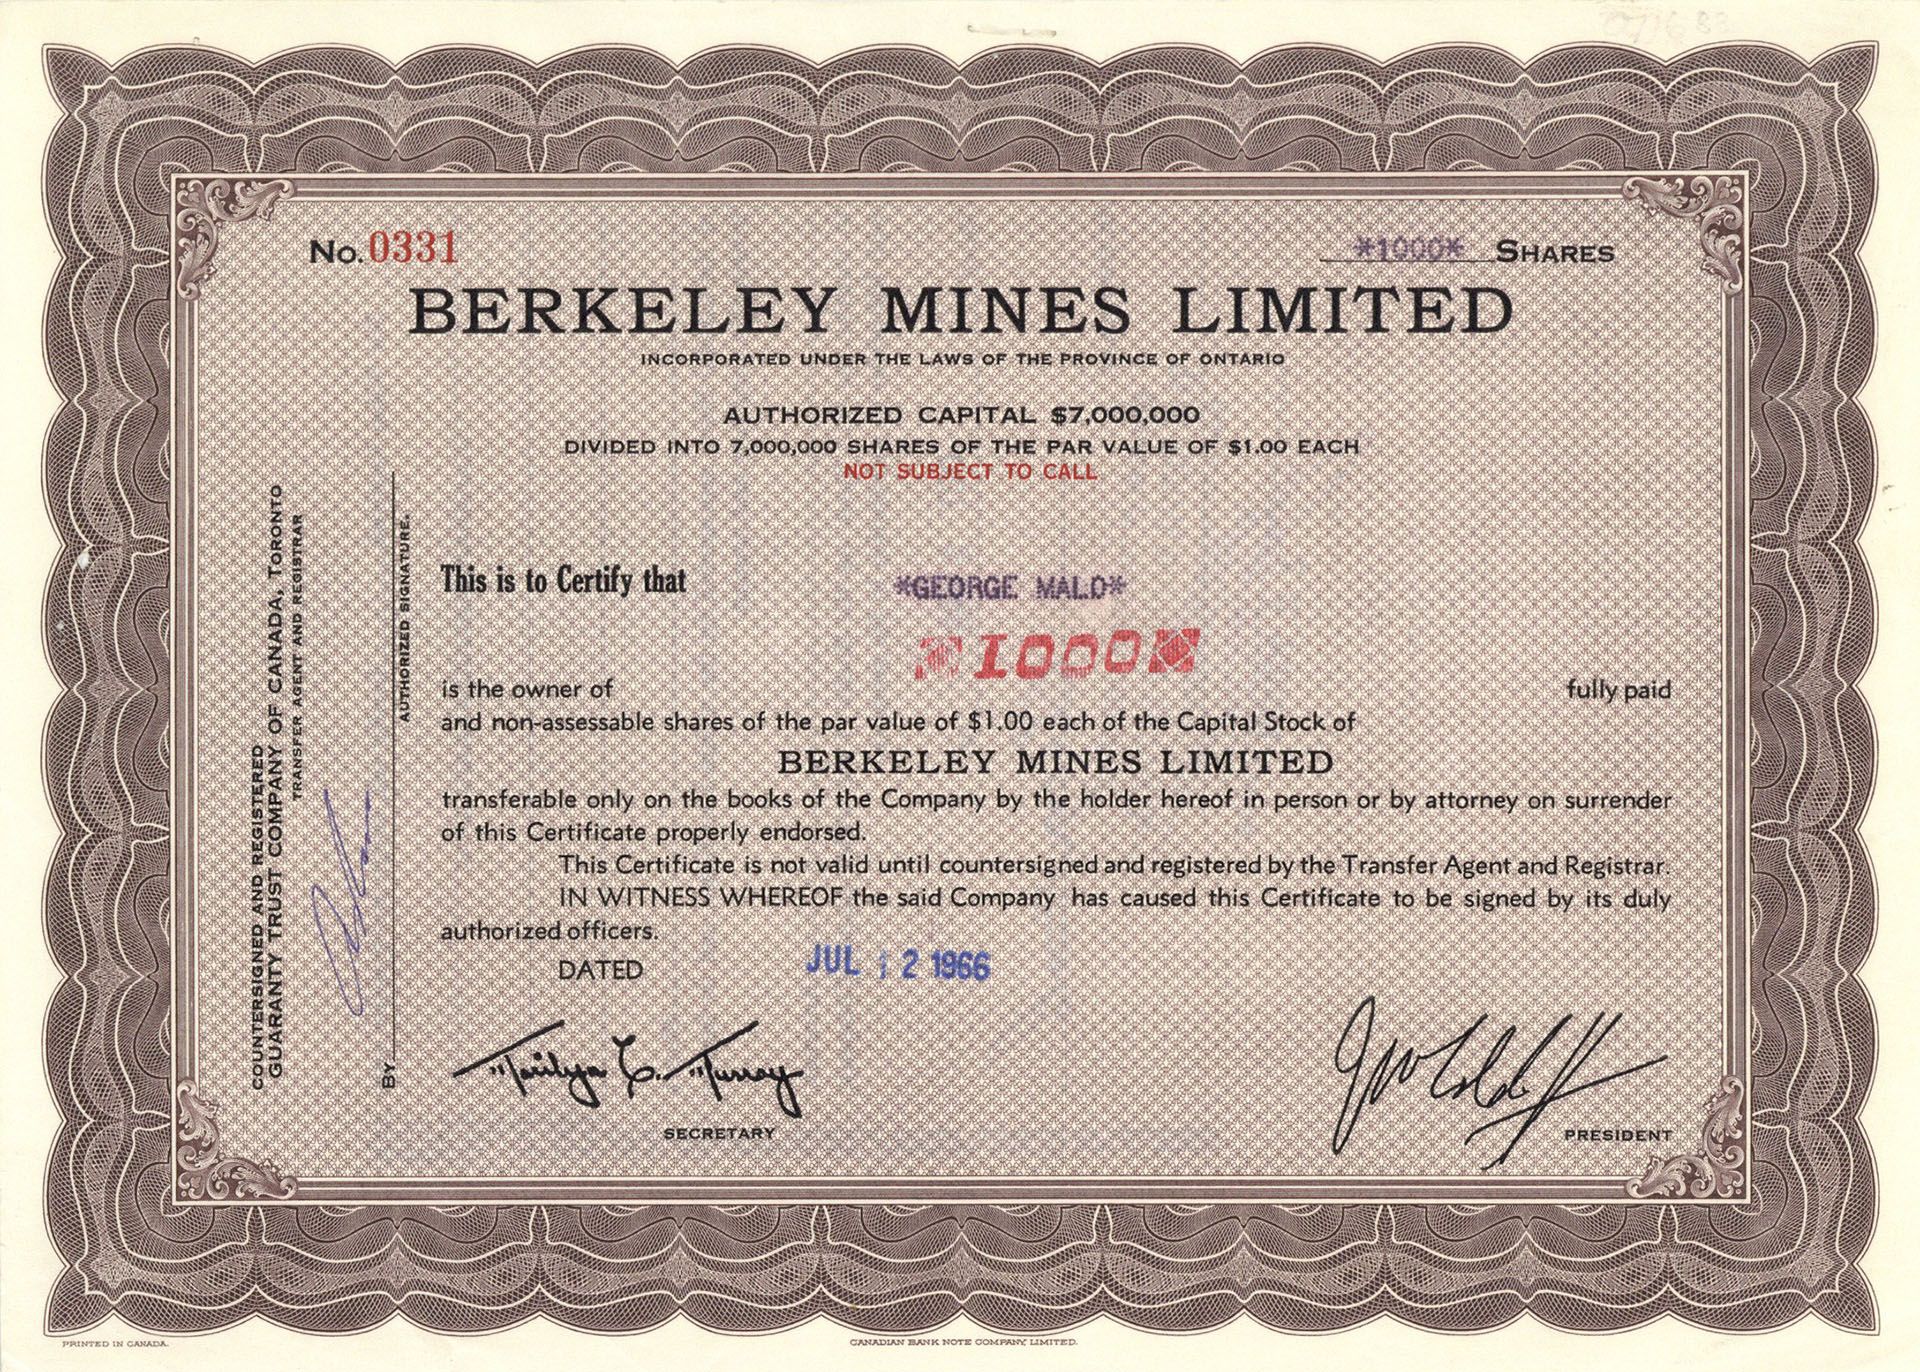 No. 0331
*1000* SHARES
BERKELEY MINES LIMITED
INCORPORATED UNDER THE LAWS OF THE PROVINCE OF ONTARIO
AUTHORIZED CAPITAL $7,000,000
DIVIDED INTO 7,000,000 SHARES OF THE PAR VALUE OF $1.00 EACH
NOT SUBJECT TO CALL
COUNTERSIGNED AND REGISTERED
GUARANTY TRUST COMPANY OF CANADA, TORONTO
TRANSFER AGENT AND REGISTRAR
BY
AUTHORIZED SIGNATURE.
This is to Certify that *GEORGE MALO*
1000
is the owner of fully paid
and non-assessable shares of the par value of $1.00 each of the Capital Stock of
BERKELEY MINES LIMITED
transferable only on the books of the Company by the holder hereof in person or by attorney on surrender
of this Certificate properly endorsed.
This Certificate is not valid until countersigned and registered by the Transfer Agent and Registrar.
IN WITNESS WHEREOF the said Company has caused this Certificate to be signed by its duly
authorized officers.
DATED JUL 12 1966
Marilyn E. Murray
SECRETARY
PRESIDENT
PRINTED IN CANADA.
CANADIAN BANK NOTE COMPANY, LIMITED.